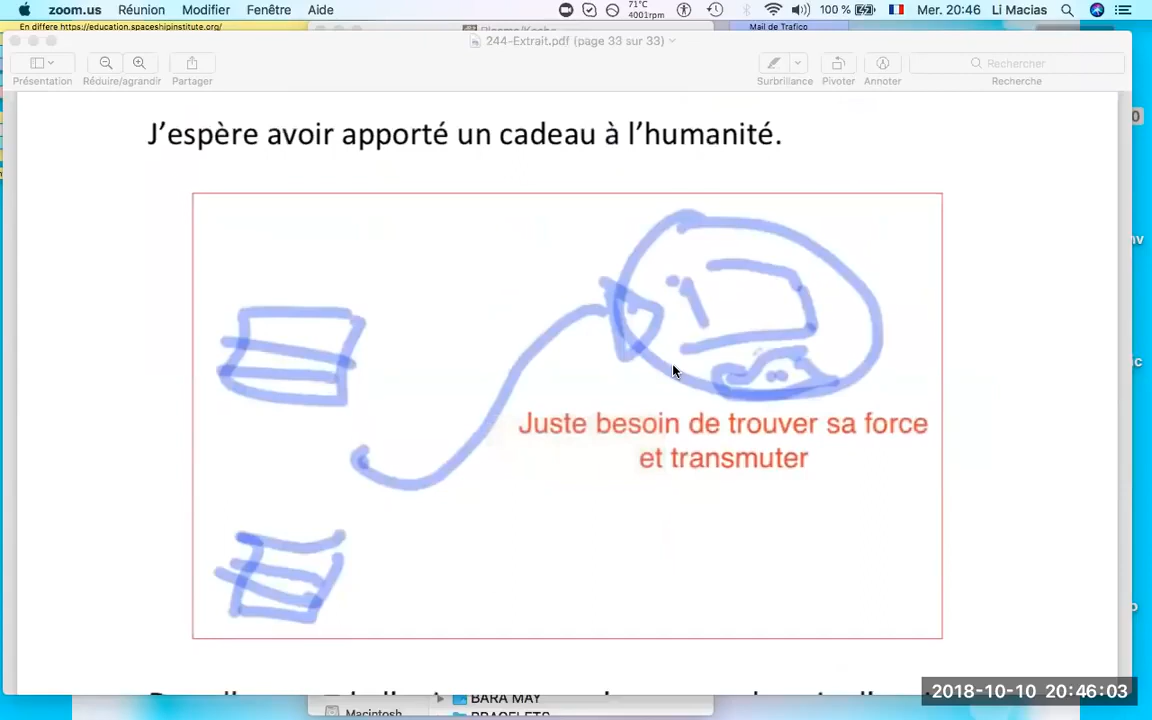 zoom.us Réunion Modifier Fenêtre Aide 71°C 4001rpm 100 % Mer. 20:46 Li Macias
En differe https://education.spaceshipinstitute.org/
Mail de Trafico
244-Extrait.pdf (page 33 sur 33)
Rechercher
Présentation Réduire/agrandir Partager Surbrillance Pivoter Annoter Recherche
J'espère avoir apporté un cadeau à l'humanité.
Juste besoin de trouver sa force
et transmuter
BARA MAY
Macintosh
BRACELETS
2018-10-10 20:46:03